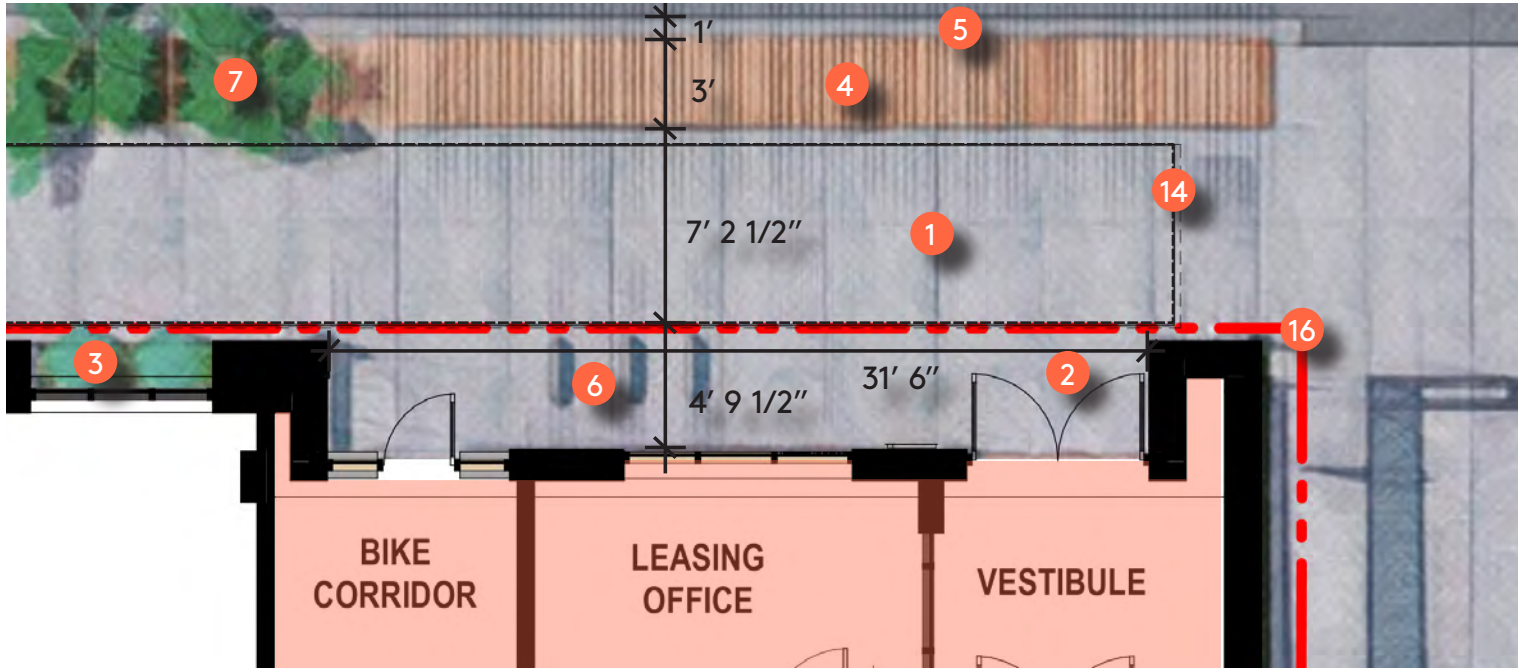 1’
5
7
4
3’
14
7’ 2 1/2”
1
16
3
6
4’ 9 1/2”
31’ 6”
2
BIKE
CORRIDOR
LEASING
OFFICE
VESTIBULE